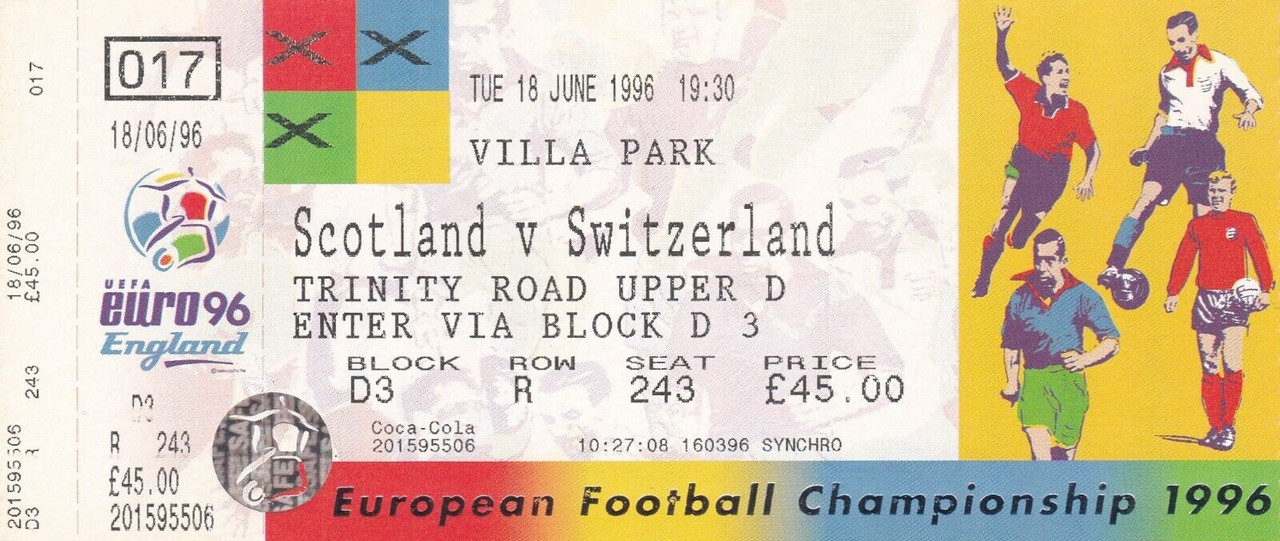 017
18/06/96
£45.00
243
R
201595506
D3
017
18/06/96
UEFA
euro96
England
D3
R 243
£45.00
201595506
TUE 18 JUNE 1996 19:30
VILLA PARK
Scotland v Switzerland
TRINITY ROAD UPPER D
ENTER VIA BLOCK D 3
BLOCK ROW SEAT PRICE
D3 R 243 £45.00
Coca-Cola
201595506 10:27:08 160396 SYNCHRO
European Football Championship 1996